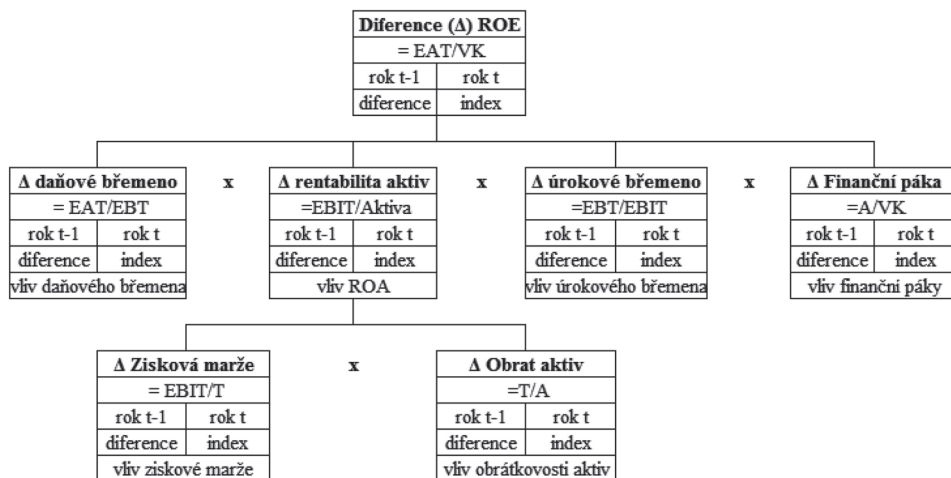 Diference (Δ) ROE
= EAT/VK
rok t-1 rok t
diference index
Δ daňové břemeno x Δ rentabilita aktiv x Δ úrokové břemeno x Δ Finanční páka
= EAT/EBT =EBIT/Aktiva =EBT/EBIT =A/VK
rok t-1 rok t rok t-1 rok t rok t-1 rok t rok t-1 rok t
diference index diference index diference index diference index
vliv daňového břemena vliv ROA vliv úrokového břemena vliv finanční páky
Δ Zisková marže x Δ Obrat aktiv
= EBIT/T =T/A
rok t-1 rok t rok t-1 rok t
diference index diference index
vliv ziskové marže vliv obrátkovosti aktiv